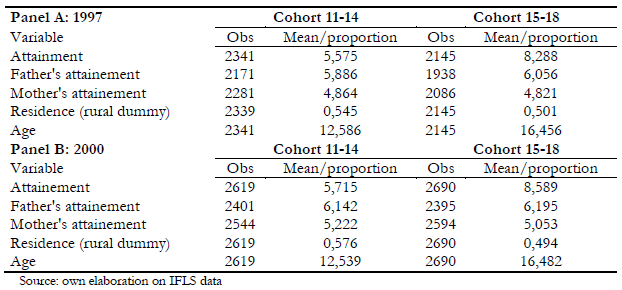 Panel A: 1997 Cohort 11-14 Cohort 15-18
Variable Obs Mean/proportion Obs Mean/proportion
Attainment 2341 5,575 2145 8,288
Father's attainement 2171 5,886 1938 6,056
Mother's attainement 2281 4,864 2086 4,821
Residence (rural dummy) 2339 0,545 2145 0,501
Age 2341 12,586 2145 16,456
Panel B: 2000 Cohort 11-14 Cohort 15-18
Variable Obs Mean/proportion Obs Mean/proportion
Attainement 2619 5,715 2690 8,589
Father's attainement 2401 6,142 2395 6,195
Mother's attainement 2544 5,222 2594 5,053
Residence (rural dummy) 2619 0,576 2690 0,494
Age 2619 12,539 2690 16,482
Source: own elaboration on IFLS data